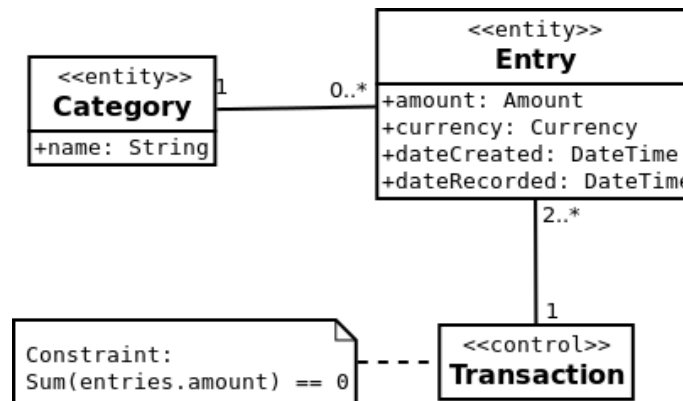 <<entity>>
Category
+name: String
1
0..*
<<entity>>
Entry
+amount: Amount
+currency: Currency
+dateCreated: DateTime
+dateRecorded: DateTime
2..*
1
<<control>>
Transaction
Constraint:
Sum(entries.amount) == 0